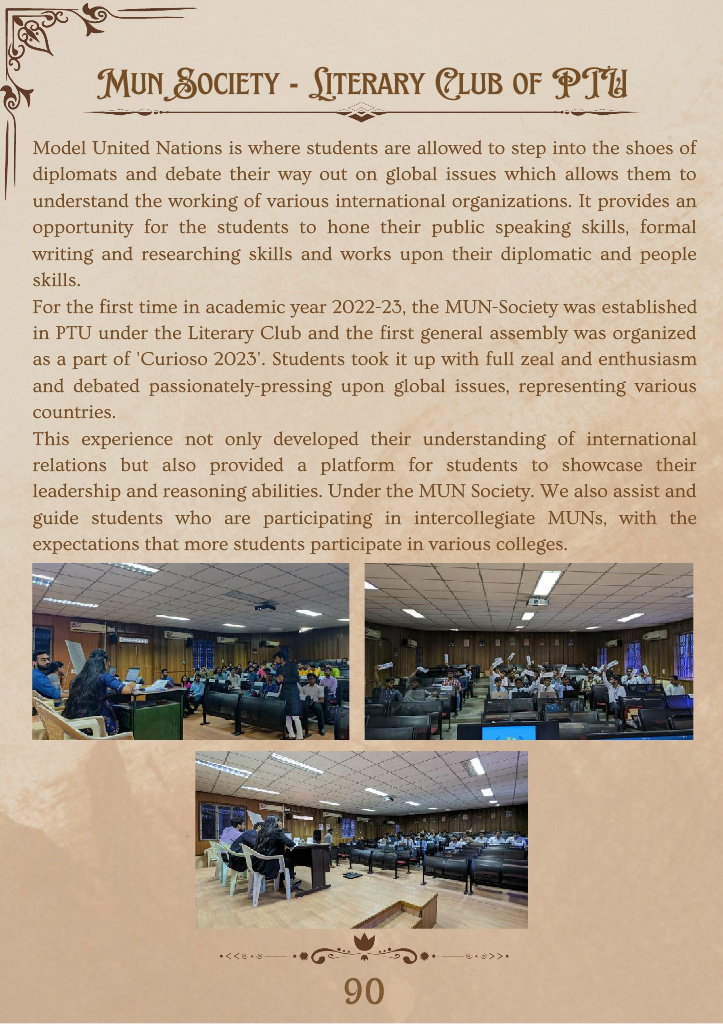 Mun Society - Literary Club of PTU
Model United Nations is where students are allowed to step into the shoes of
diplomats and debate their way out on global issues which allows them to
understand the working of various international organizations. It provides an
opportunity for the students to hone their public speaking skills, formal
writing and researching skills and works upon their diplomatic and people
skills.
For the first time in academic year 2022-23, the MUN-Society was established
in PTU under the Literary Club and the first general assembly was organized
as a part of 'Curioso 2023'. Students took it up with full zeal and enthusiasm
and debated passionately-pressing upon global issues, representing various
countries.
This experience not only developed their understanding of international
relations but also provided a platform for students to showcase their
leadership and reasoning abilities. Under the MUN Society. We also assist and
guide students who are participating in intercollegiate MUNs, with the
expectations that more students participate in various colleges.
90